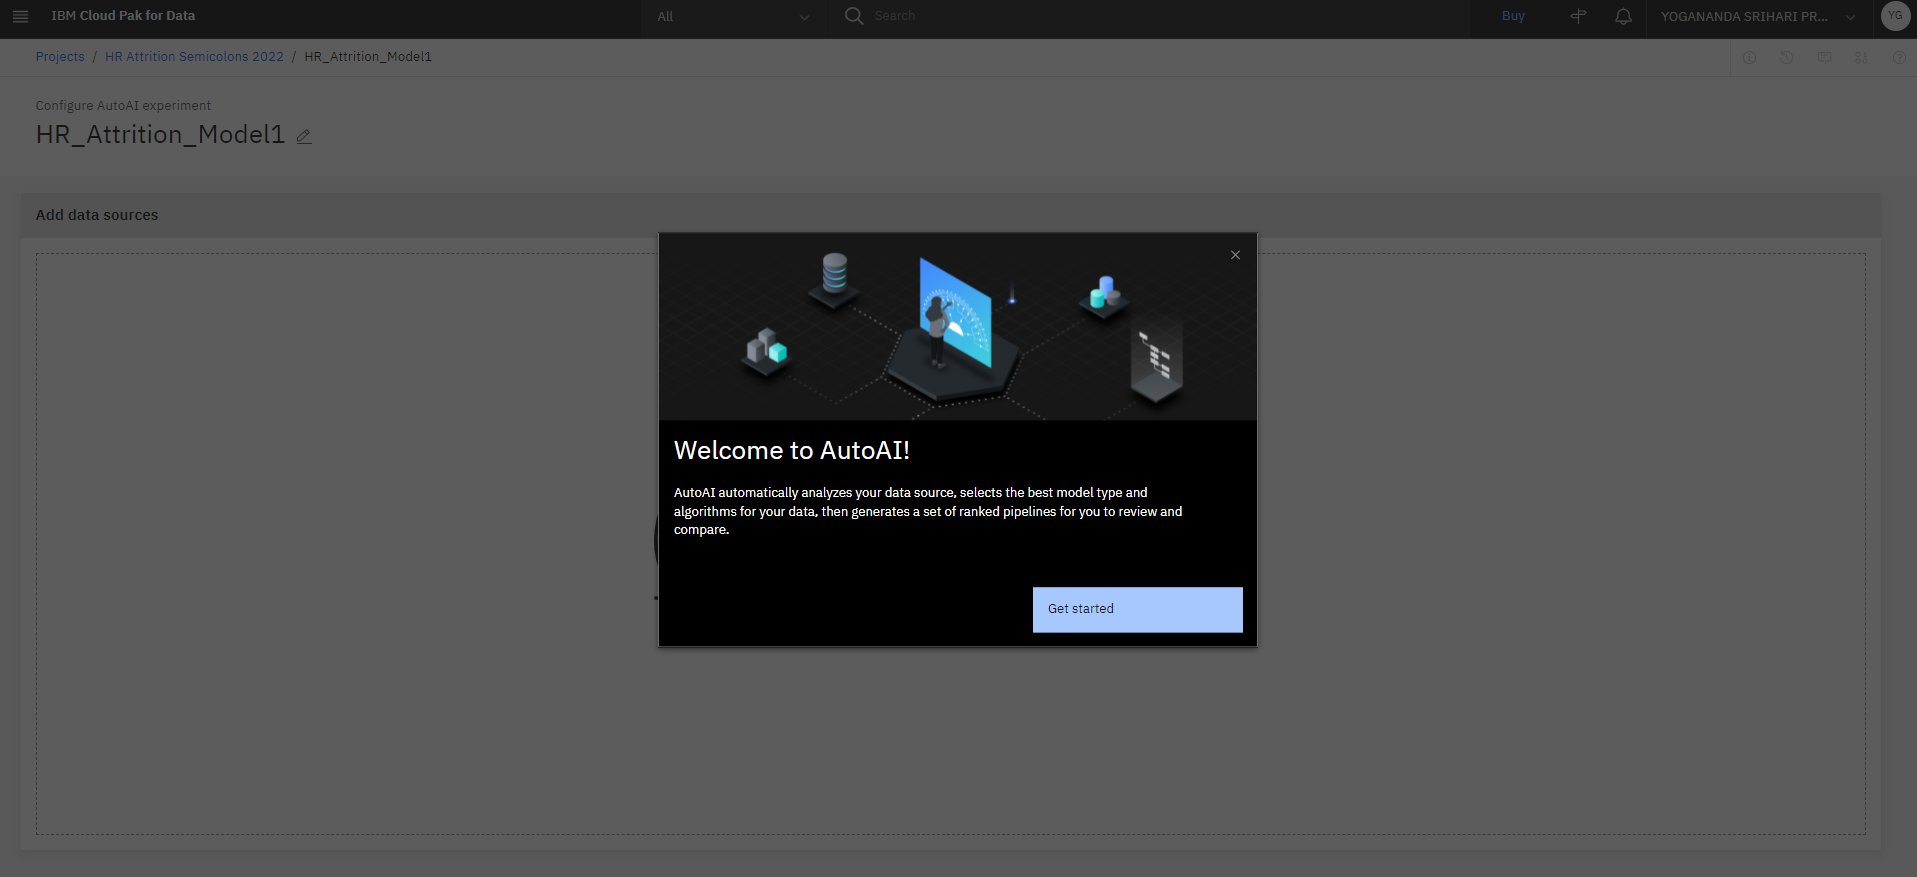 IBM Cloud Pak for Data
All
Search
Buy
YOGANANDA SRIHARI PR...
YG
Projects / HR Attrition Semicolons 2022 / HR_Attrition_Model1
Configure AutoAI experiment
HR_Attrition_Model1
Add data sources
Welcome to AutoAI!
AutoAI automatically analyzes your data source, selects the best model type and
algorithms for your data, then generates a set of ranked pipelines for you to review and
compare.
Get started